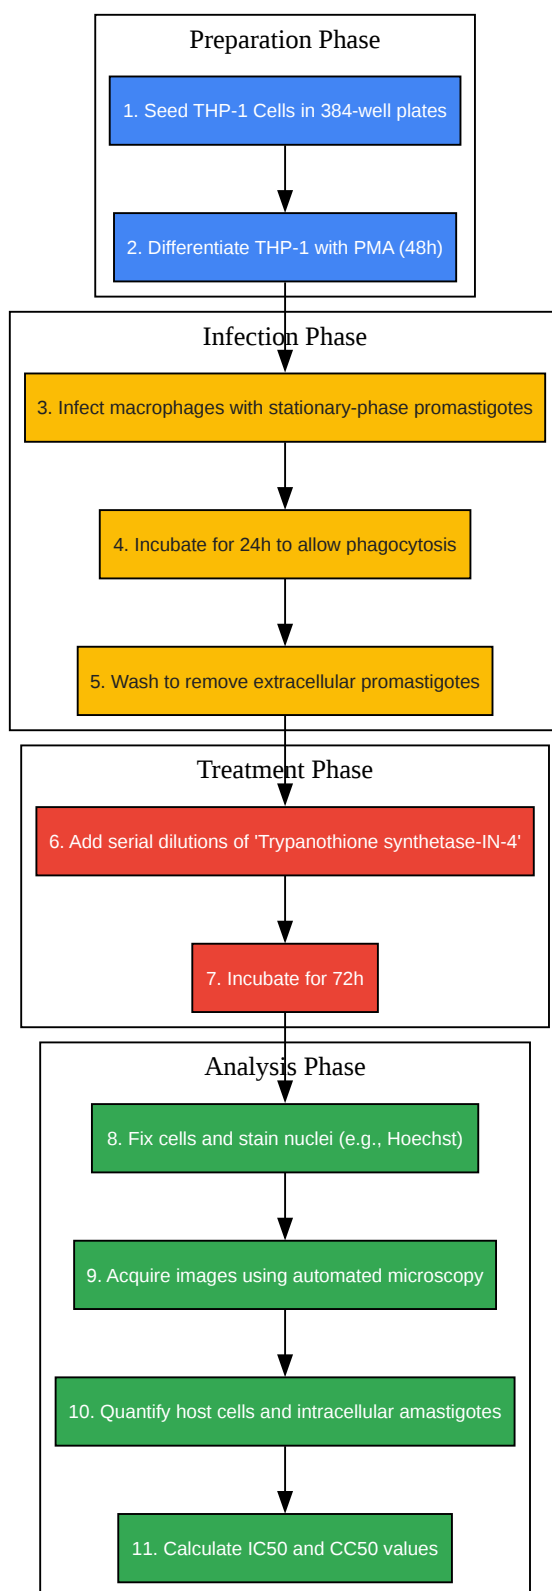 Preparation Phase
1. Seed THP-1 Cells in 384-well plates
2. Differentiate THP-1 with PMA (48h)
Infection Phase
3. Infect macrophages with stationary-phase promastigotes
4. Incubate for 24h to allow phagocytosis
5. Wash to remove extracellular promastigotes
Treatment Phase
6. Add serial dilutions of 'Trypanothione synthetase-IN-4'
7. Incubate for 72h
Analysis Phase
8. Fix cells and stain nuclei (e.g., Hoechst)
9. Acquire images using automated microscopy
10. Quantify host cells and intracellular amastigotes
11. Calculate IC50 and CC50 values